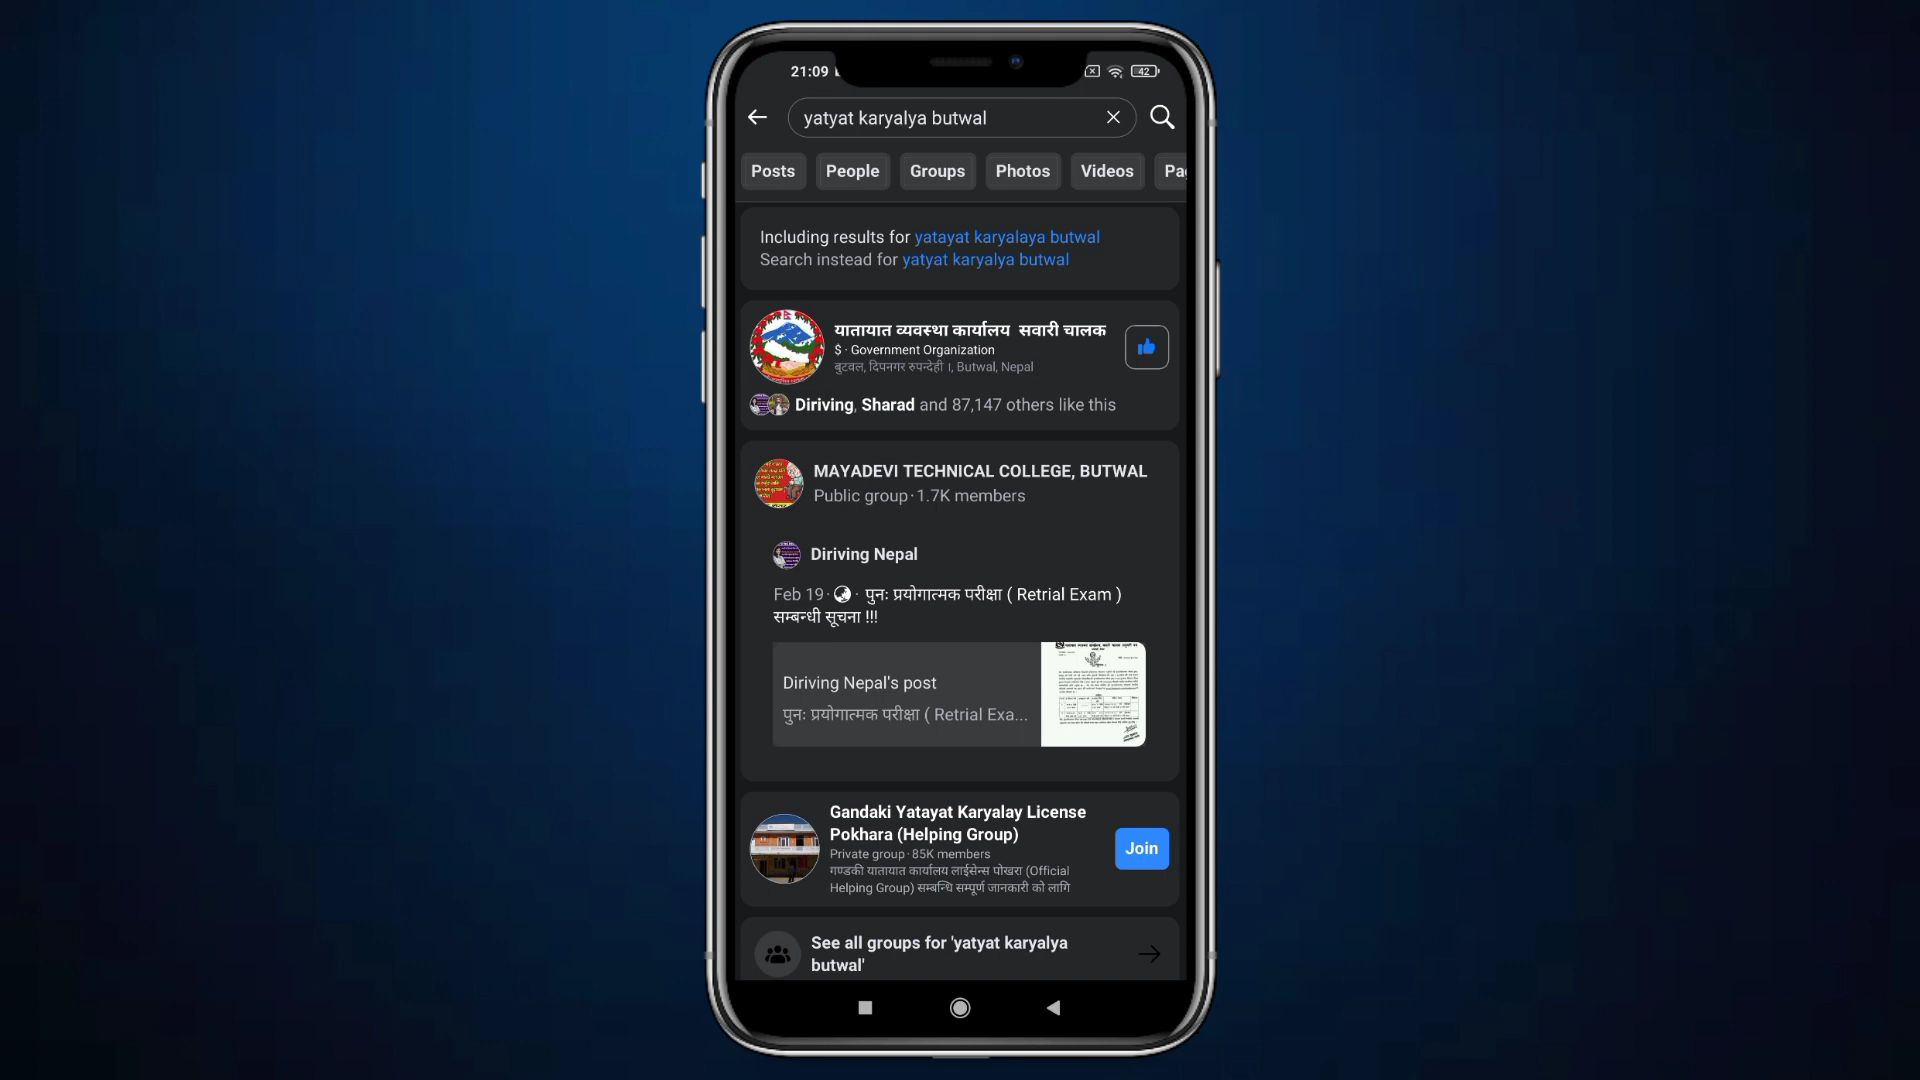 21:09
42
yatyat karyalya butwal
Posts
People
Groups
Photos
Videos
Including results for yatayat karyalaya butwal
Search instead for yatyat karyalya butwal
यातायात व्यवस्था कार्यालय सवारी चालक
$ · Government Organization
बुटवल, दिपनगर रुपन्देही ।, Butwal, Nepal
Diriving, Sharad and 87,147 others like this
MAYADEVI TECHNICAL COLLEGE, BUTWAL
Public group · 1.7K members
Diriving Nepal
Feb 19 · · पुनः प्रयोगात्मक परीक्षा ( Retrial Exam )
सम्बन्धी सूचना !!!
Diriving Nepal's post
पुनः प्रयोगात्मक परीक्षा ( Retrial Exa...
Gandaki Yatayat Karyalay License
Pokhara (Helping Group)
Private group · 85K members
गण्डकी यातायात कार्यालय लाईसेन्स पोखरा (Official
Helping Group) सम्बन्धि सम्पूर्ण जानकारी को लागि
Join
See all groups for 'yatyat karyalya
butwal'